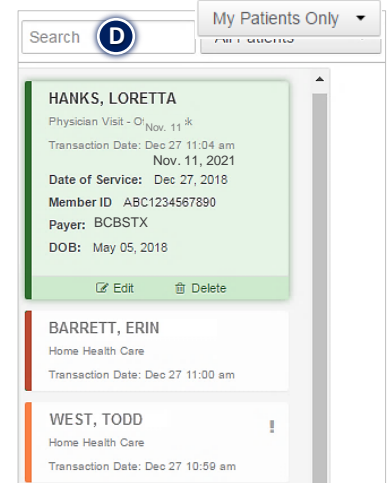 My Patients Only
Search
D
All Patients
HANKS, LORETTA
Physician Visit - O
Nov. 11
Transaction Date: Dec 27 11:04 am
Nov. 11, 2021
Date of Service: Dec 27, 2018
Member ID ABC1234567890
Payer: BCBSTX
DOB: May 05, 2018
Edit Delete
BARRETT, ERIN
Home Health Care
Transaction Date: Dec 27 11:00 am
WEST, TODD !
Home Health Care
Transaction Date: Dec 27 10:59 am